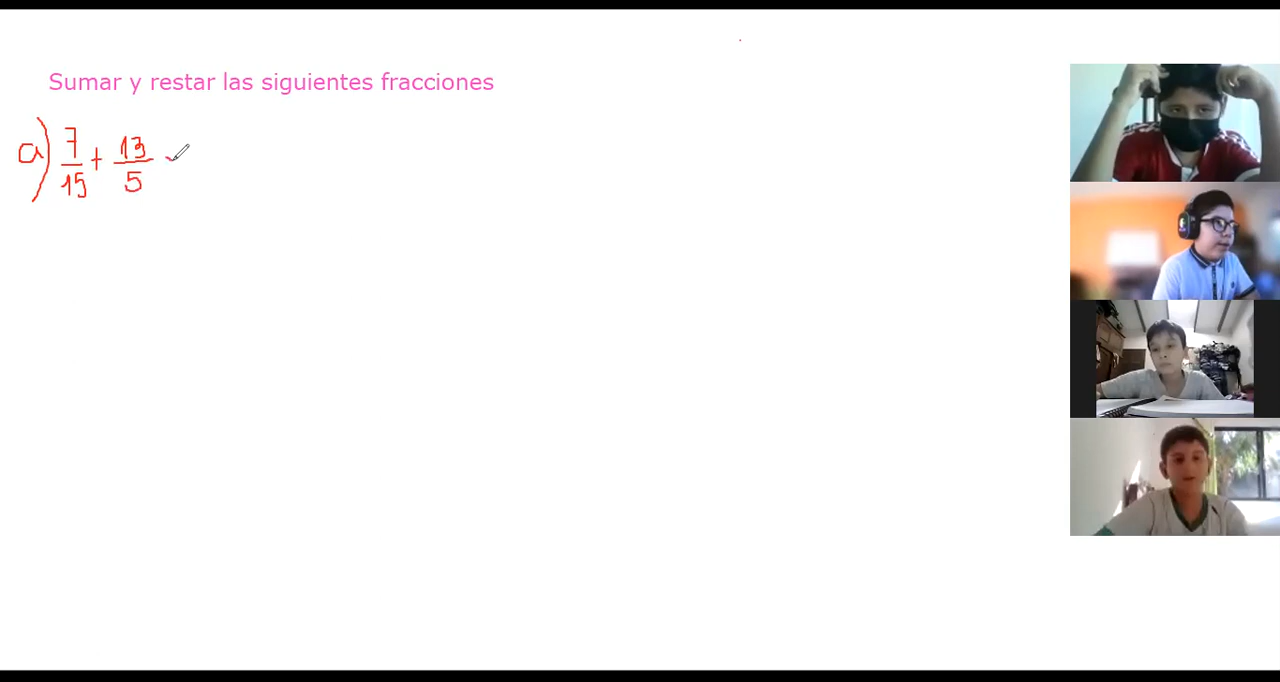 Sumar y restar las siguientes fracciones
a) 7/15 + 13/5